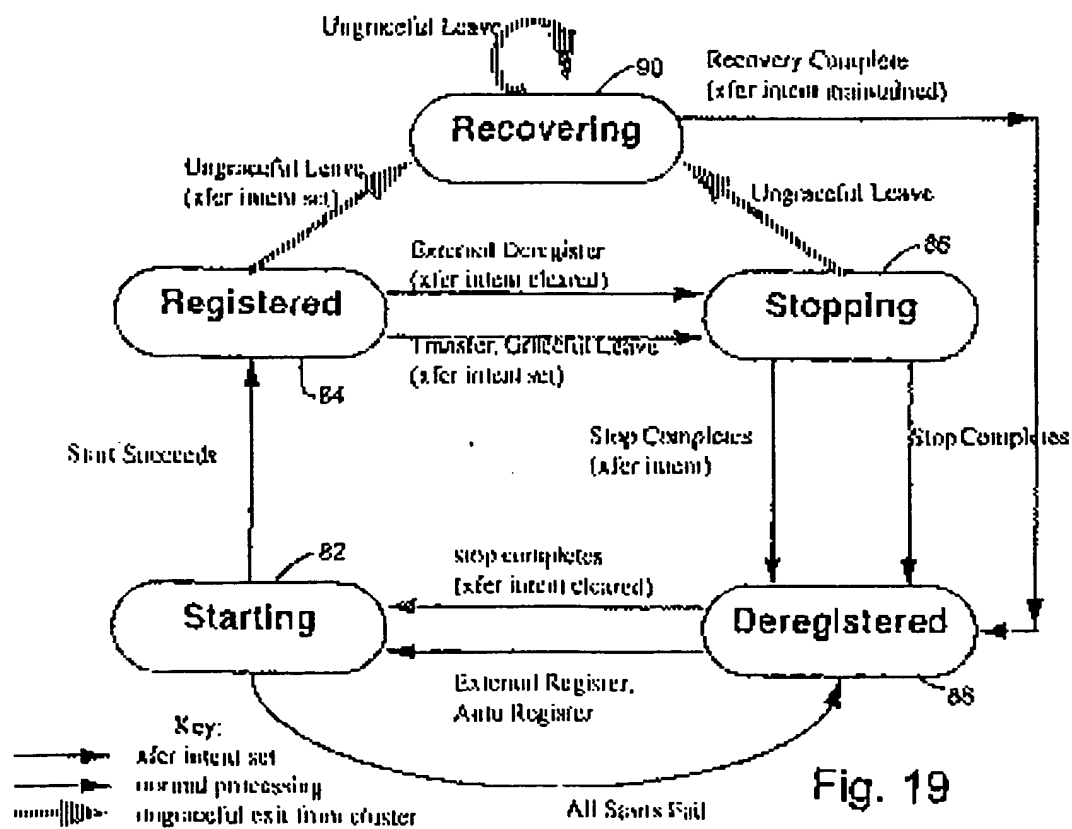 Ungraceful Leave
90
Recovery Complete
(xfer intent maintained)
Recovering
Ungraceful Leave
(xfer intent set)
Ungraceful Leave
86
External Deregister
(xfer intent cleared)
Registered
Stopping
Transfer, Graceful Leave
(xfer intent set)
84
Start Succeeds
Stop Completes
(xfer intent)
Stop Completes
82
stop completes
(xfer intent cleared)
Starting
Deregistered
External Register,
Auto Register
88
Key:
xfer intent set
normal processing
ungraceful exit from cluster
All Starts Fail
Fig. 19